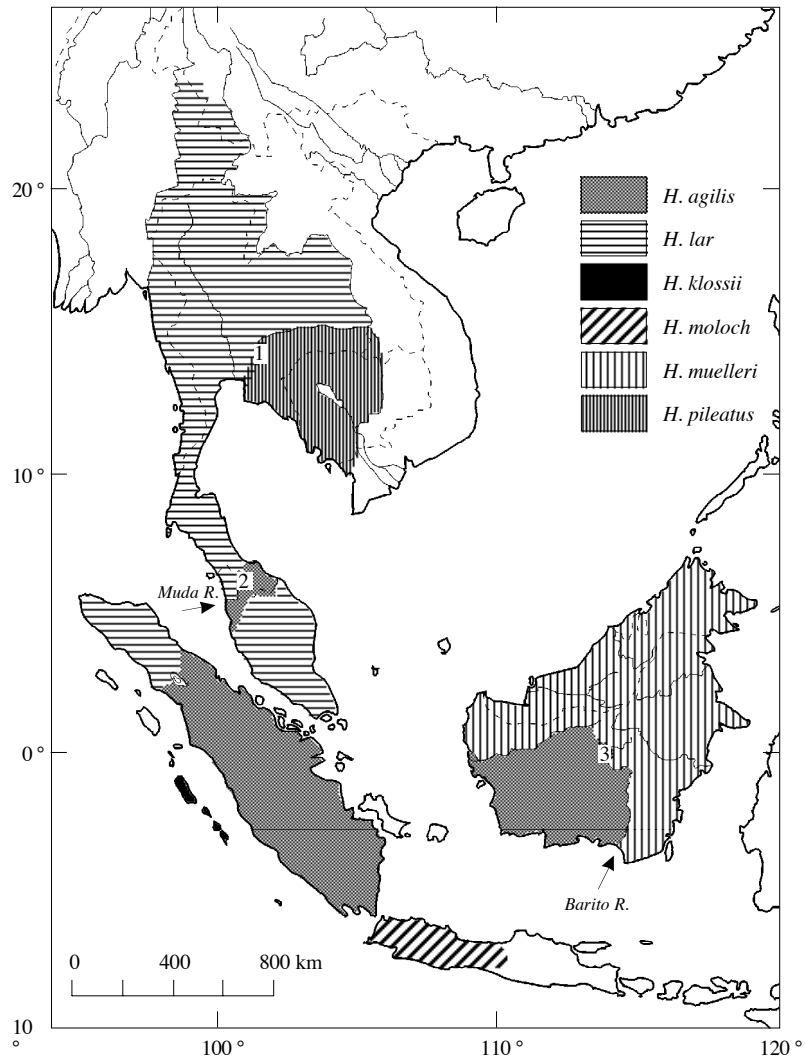 20 °
H. agilis
H. lar
H. klossii
H. moloch
H. muelleri
H. pileatus
1
10 °
2
Muda R.
0 °
3
Barito R.
0 400 800 km
10
°
100 ° 110 ° 120 °